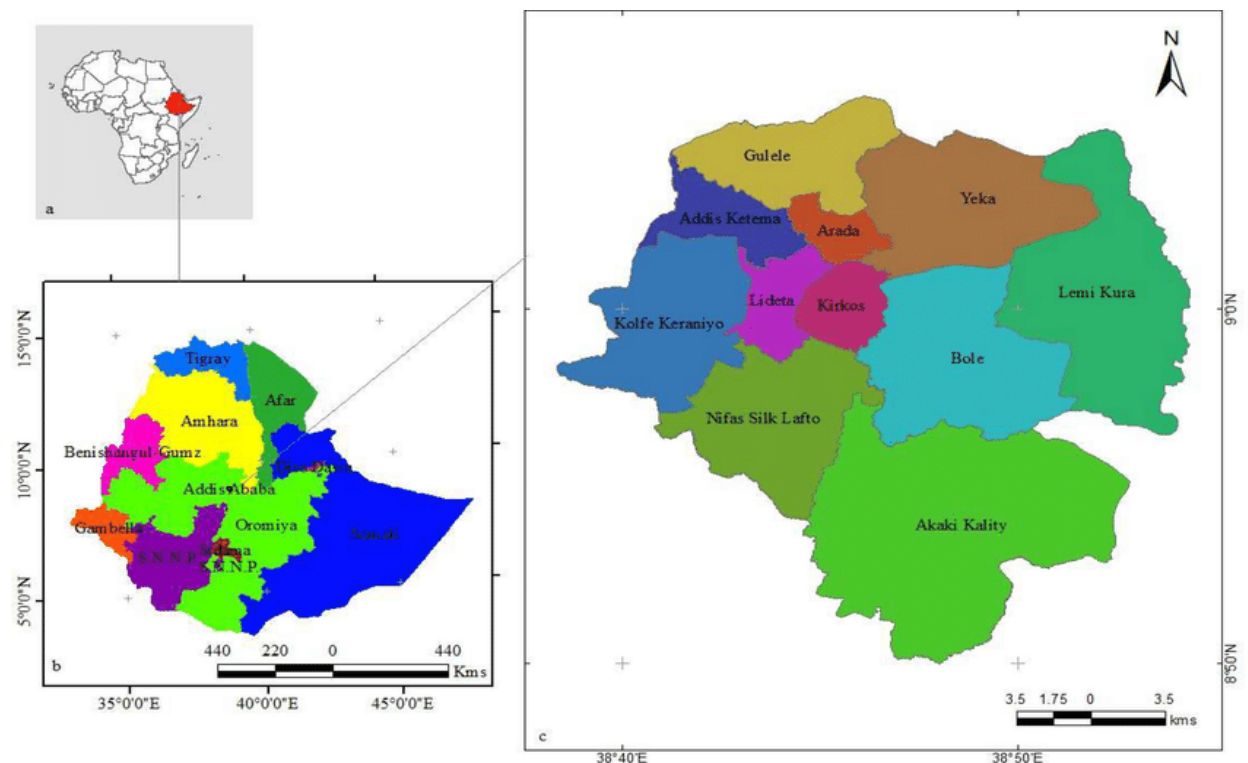 a
15°0'0"N
10°0'0"N
5°0'0"N
Tigray
Afar
Amhara
Benishangul-Gumz
Dire Dawa
Addis Ababa
Gambella
Oromiya
Somali
S.N.N.P.
Sidama
S.N.N.P.
440 220 0 440
Kms
b
35°0'0"E 40°0'0"E 45°0'0"E
N
Gulele
Yeka
Addis Ketema
Arada
Lideta
Kirkos
Lemi Kura
Kolfe Keraniyo
Bole
Nifas Silk Lafto
Akaki Kality
9°0'N
8°50'N
3.5 1.75 0 3.5
kms
c
38°40'E 38°50'E